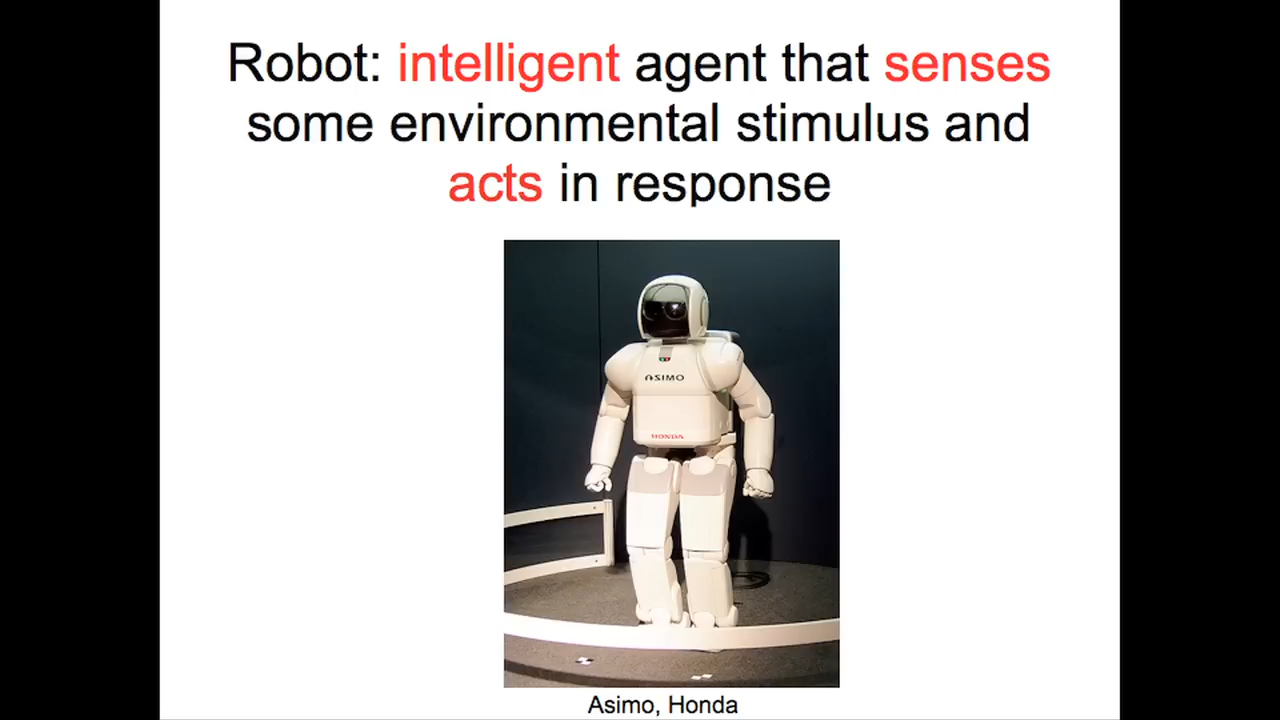 Robot: intelligent agent that senses
some environmental stimulus and
acts in response
ASIMO
HONDA
Asimo, Honda